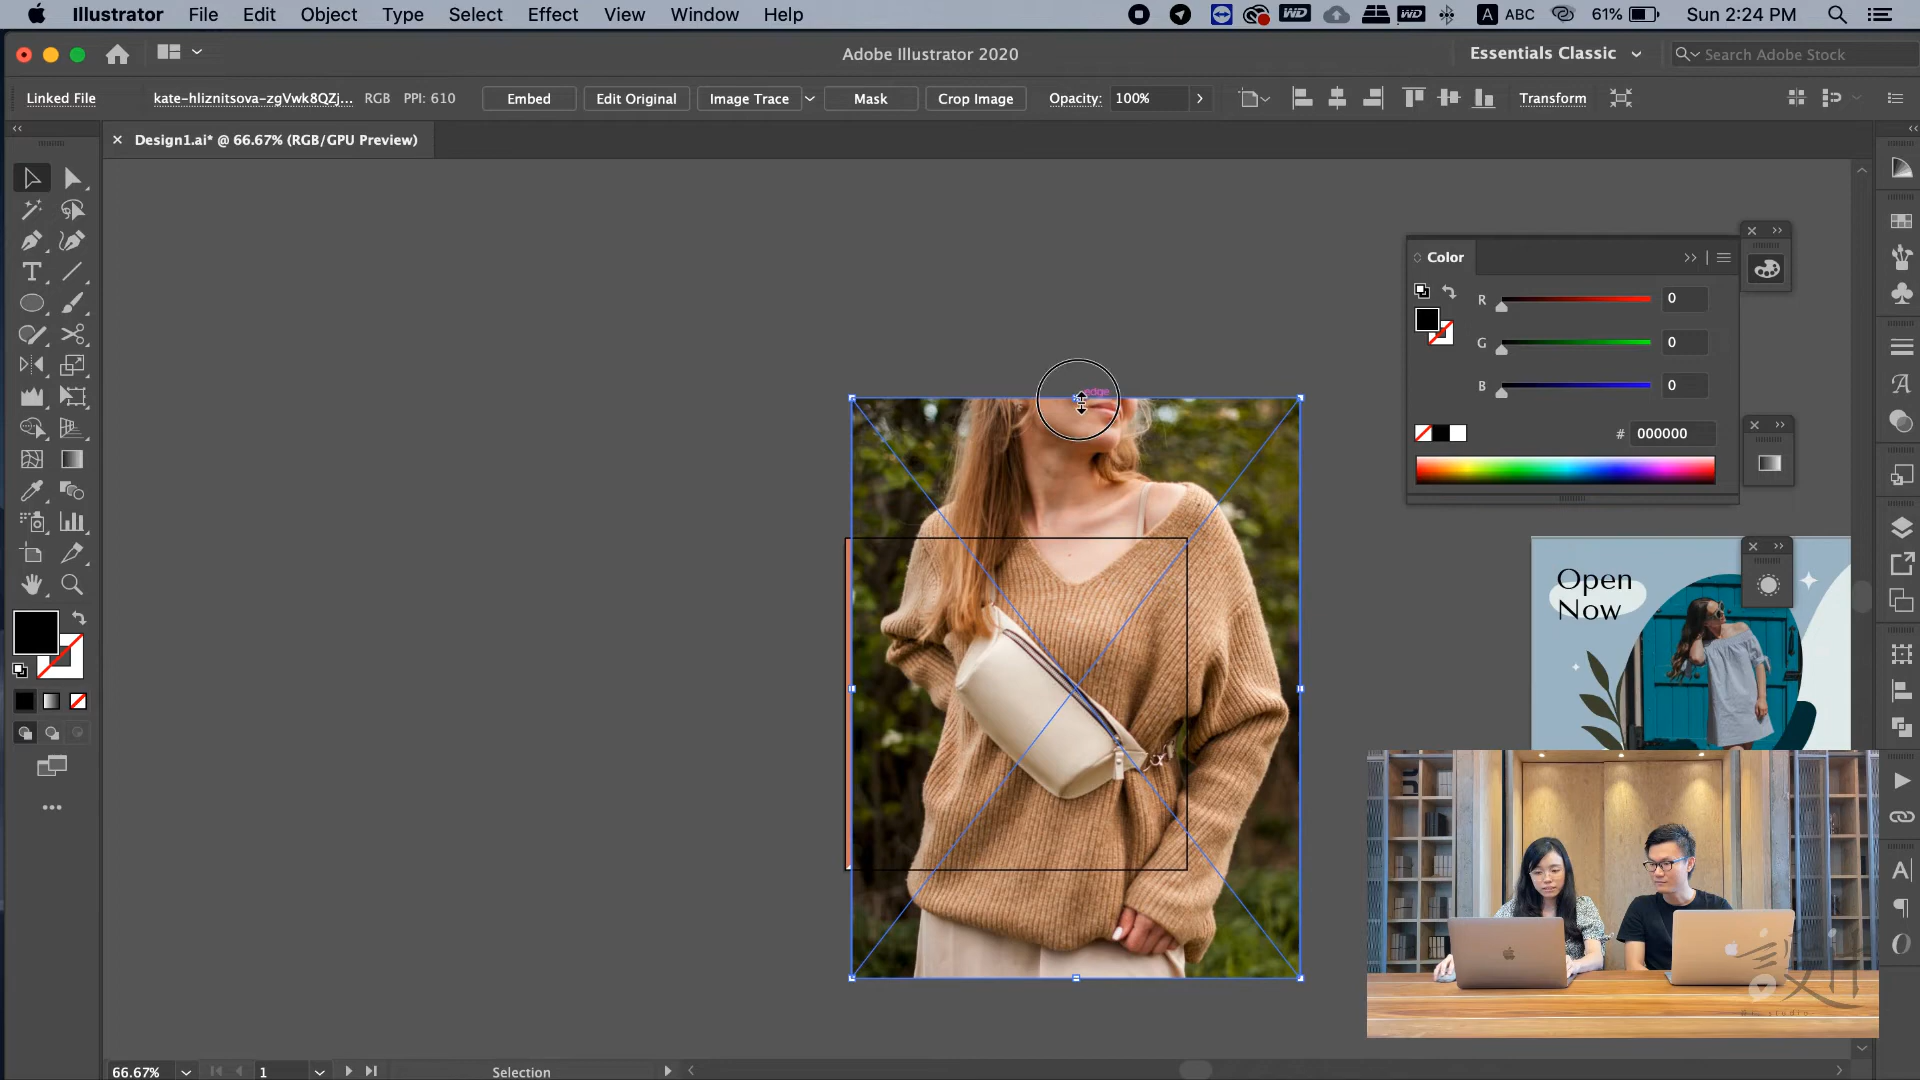 Illustrator File Edit Object Type Select Effect View Window Help
WD WD A ABC 61% Sun 2:24 PM
Adobe Illustrator 2020
Essentials Classic
Search Adobe Stock
Linked File kate-hliznitsova-zgVwk8QZj... RGB PPI: 610 Embed Edit Original Image Trace Mask Crop Image Opacity: 100% Transform
× Design1.ai* @ 66.67% (RGB/GPU Preview)
Color
R 0
G 0
B 0
# 000000
edge
Open
Now
66.67% 1 Selection